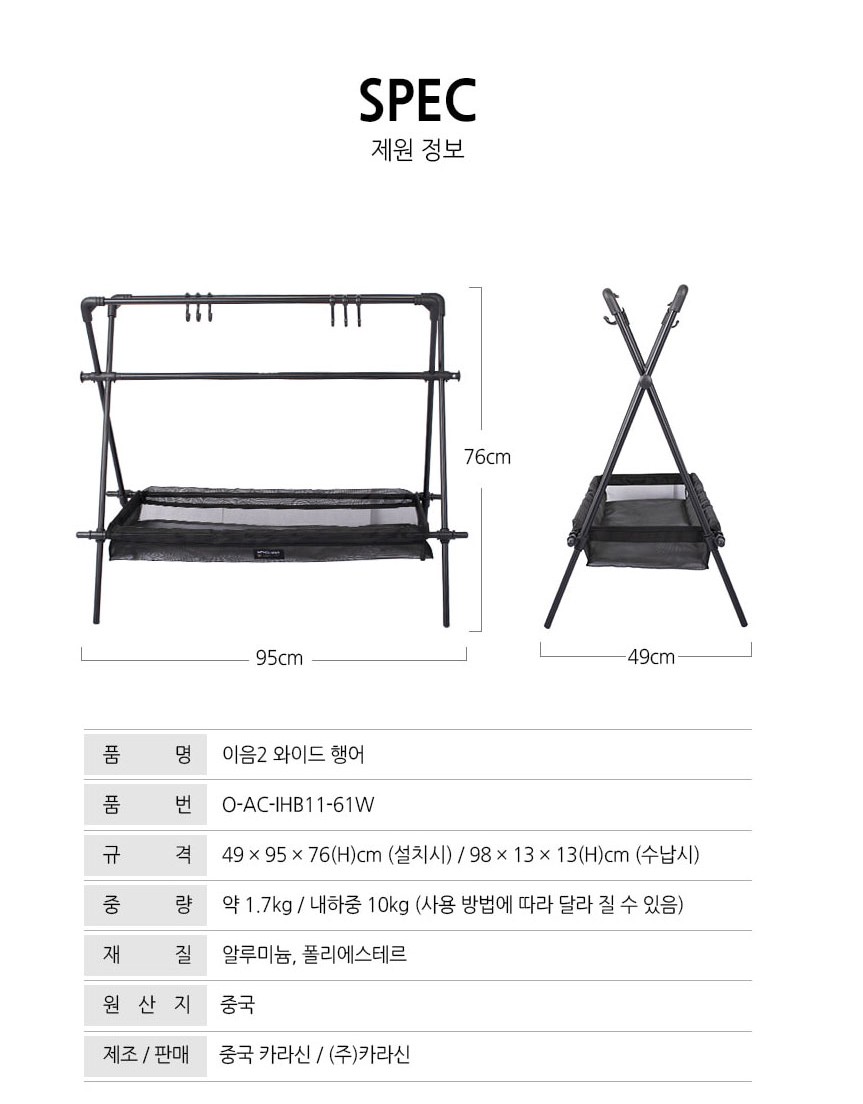 SPEC
제원 정보
76cm
95cm
49cm
품 명 이음2 와이드 행어
품 번 O-AC-IHB11-61W
규 격 49 × 95 × 76(H)cm (설치시) / 98 × 13 × 13(H)cm (수납시)
중 량 약 1.7kg / 내하중 10kg (사용 방법에 따라 달라 질 수 있음)
재 질 알루미늄, 폴리에스테르
원 산 지 중국
제조 / 판매 중국 카라신 / (주)카라신